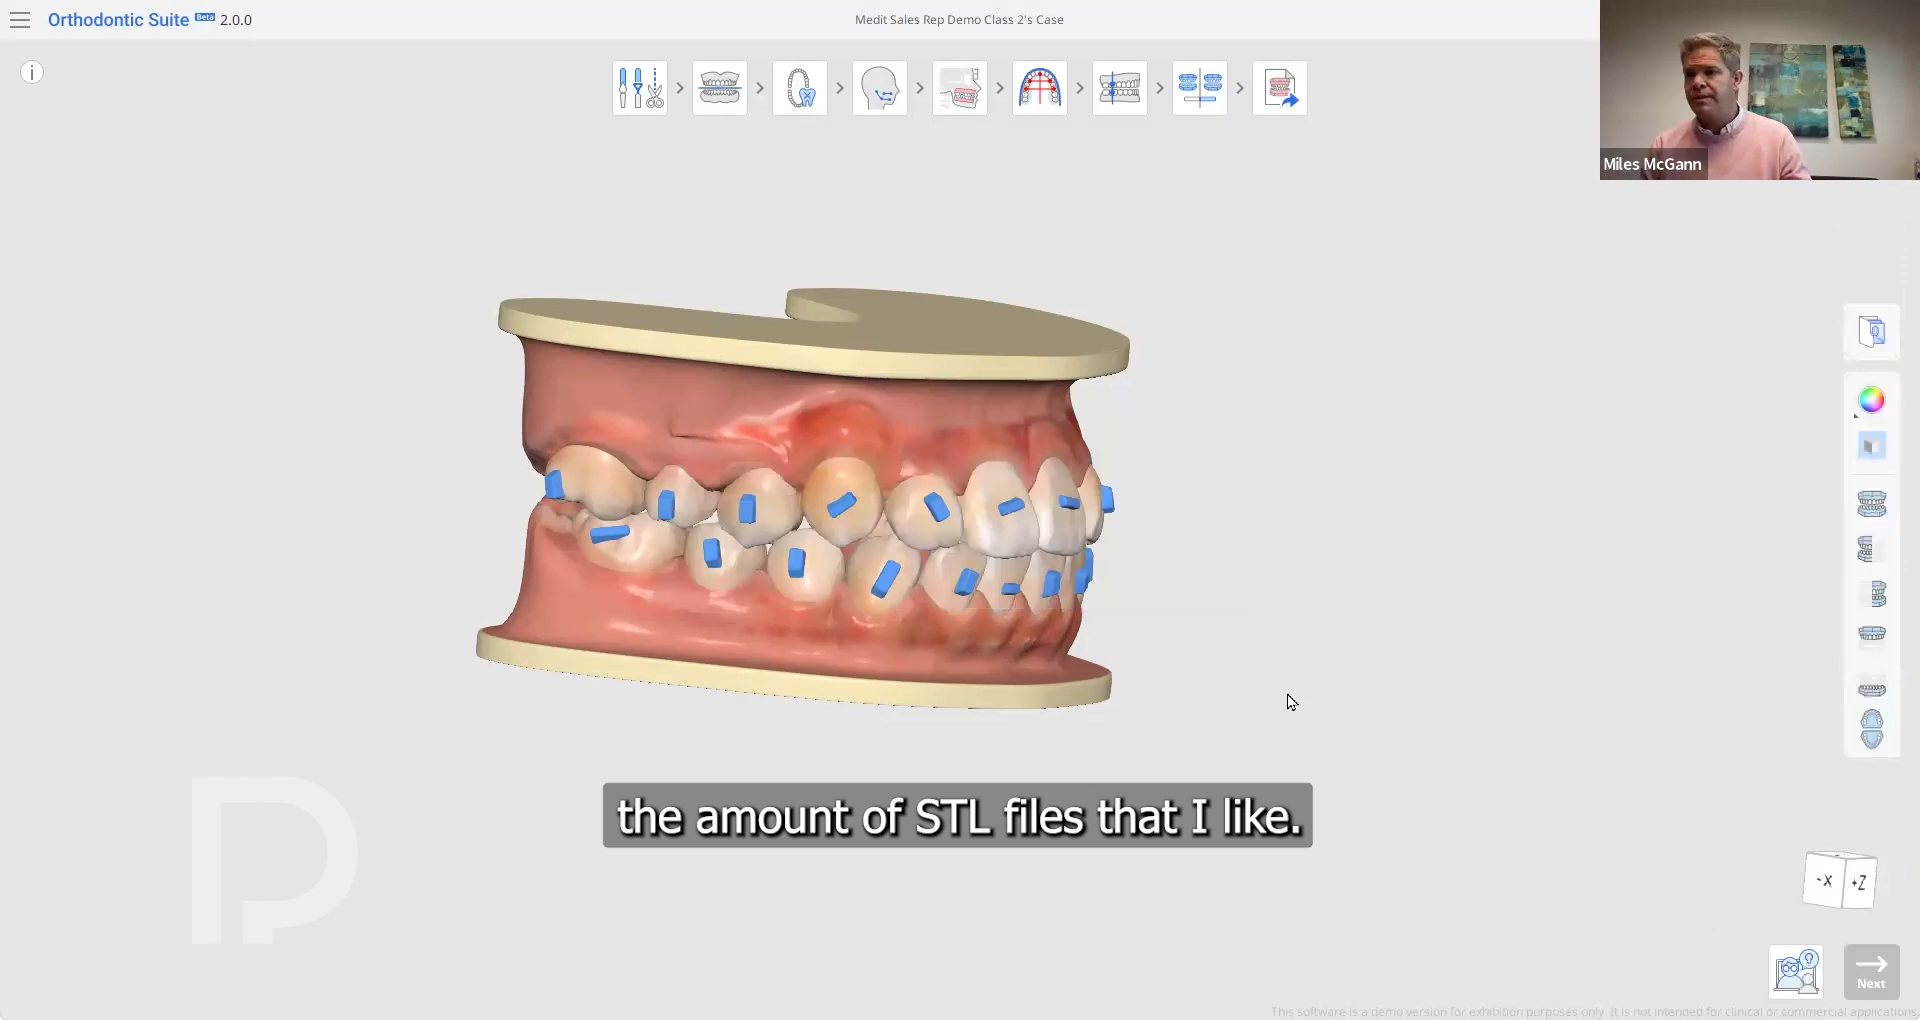 Orthodontic Suite Beta 2.0.0
Medit Sales Rep Demo Class 2's Case
Miles McGann
the amount of STL files that I like.
-X +Z
Next
This software is a demo version for exhibition purposes only. It is not intended for clinical or commercial applications.